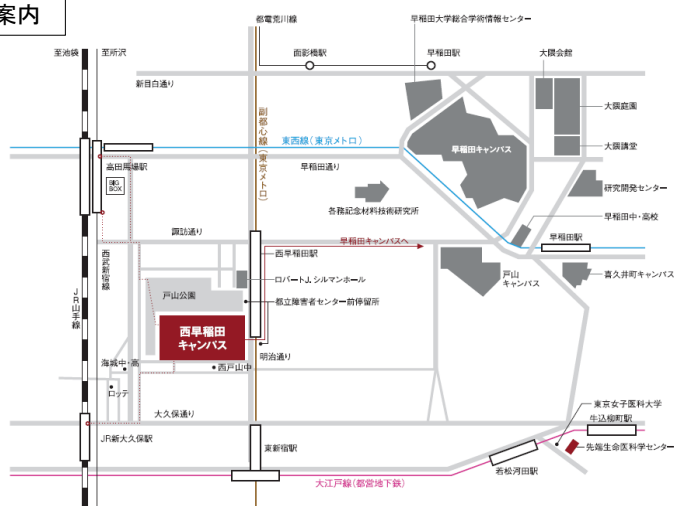 案内
都電荒川線
早稲田大学総合学術情報センター
至池袋
至所沢
面影橋駅
早稲田駅
大隈会館
新目白通り
大隈庭園
副都心線(東京メトロ)
東西線(東京メトロ)
早稲田キャンパス
大隈講堂
高田馬場駅
早稲田通り
BIG
BOX
研究開発センター
各務記念材料技術研究所
早稲田中・高校
諏訪通り
早稲田キャンパスへ
早稲田駅
西武新宿線
西早稲田駅
戸山
キャンパス
喜久井町キャンパス
ロバートJ. シルマンホール
JR山手線
戸山公園
都立障害者センター前停留所
西早稲田
キャンパス
明治通り
海城中・高
西戸山中
ロッテ
大久保通り
東京女子医科大学
牛込柳町駅
JR新大久保駅
東新宿駅
先端生命医科学センター
若松河田駅
大江戸線(都営地下鉄)